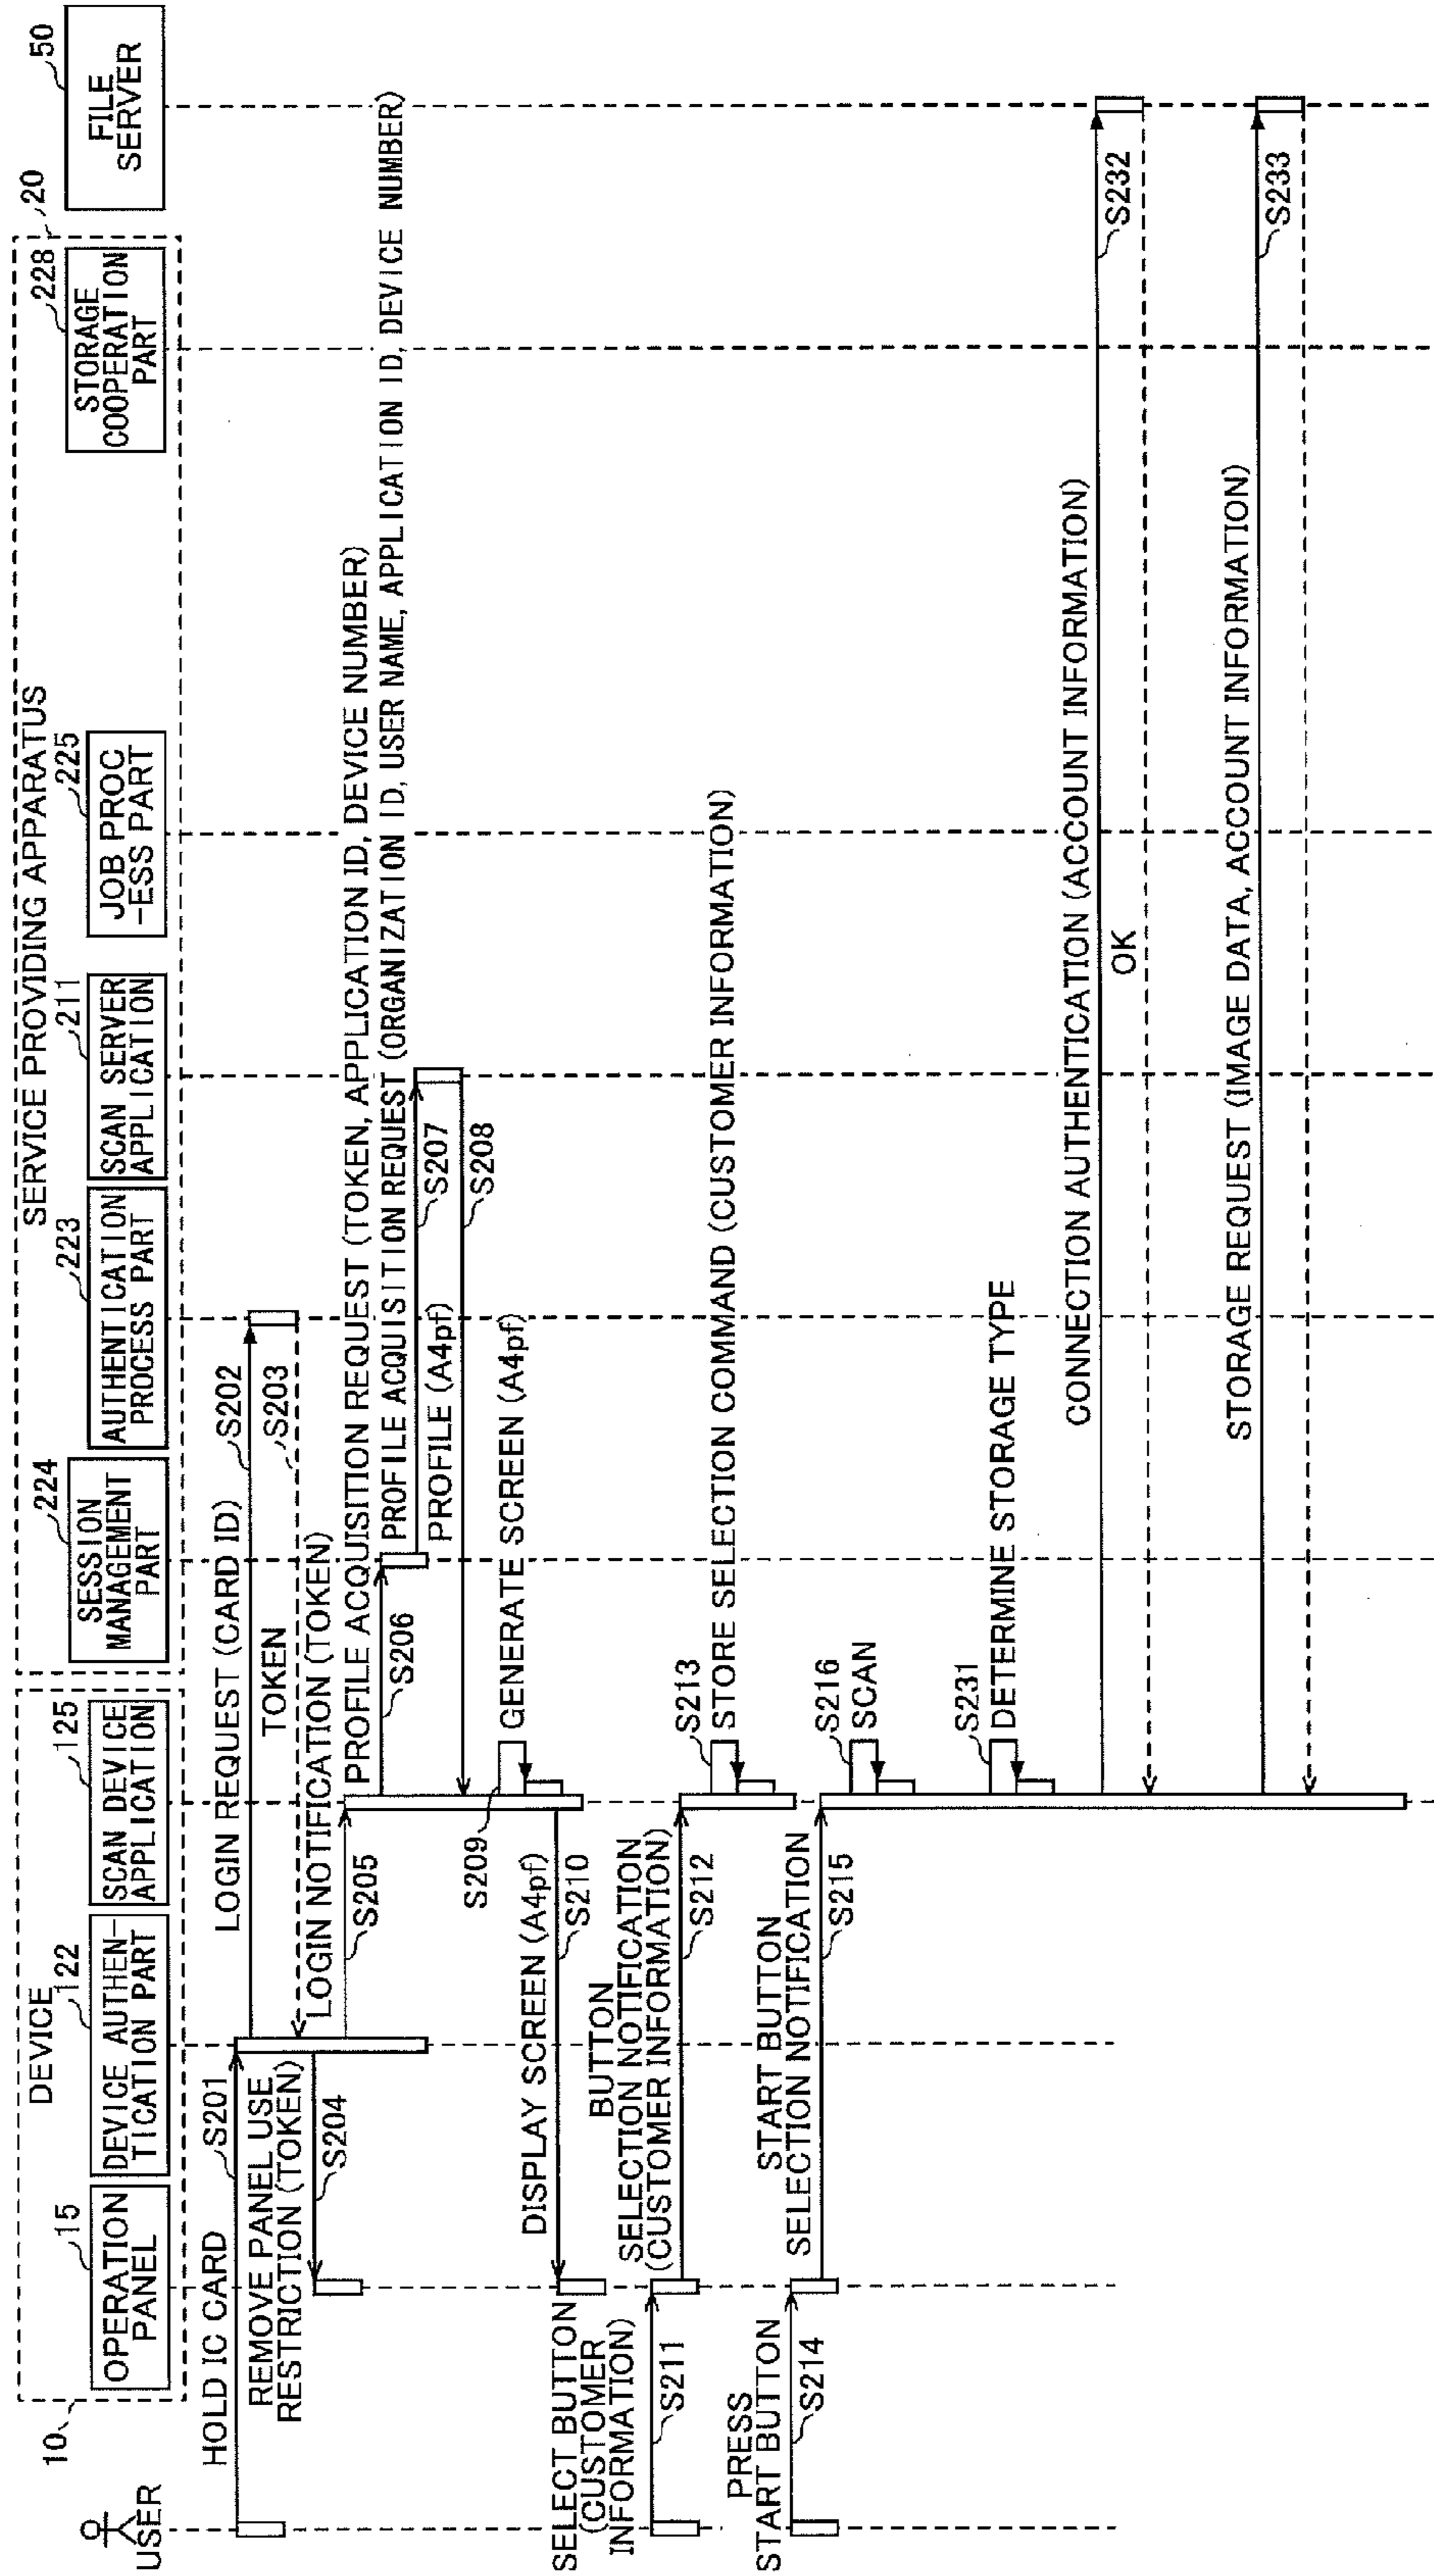 USER
10
DEVICE
15
OPERATION
PANEL
122
DEVICE AUTHEN-
TICATION PART
125
SCAN DEVICE
APPLICATION
SERVICE PROVIDING APPARATUS
20
224
SESSION
MANAGEMENT
PART
223
AUTHENTICATION
PROCESS PART
211
SCAN SERVER
APPLICATION
225
JOB PROC
-ESS PART
228
STORAGE
COOPERATION
PART
50
FILE
SERVER
HOLD IC CARD
S201
LOGIN REQUEST (CARD ID)
S202
TOKEN
S203
REMOVE PANEL USE
RESTRICTION (TOKEN)
S204
LOGIN NOTIFICATION (TOKEN)
S205
PROFILE ACQUISITION REQUEST (TOKEN, APPLICATION ID, DEVICE NUMBER)
S206
PROFILE ACQUISITION REQUEST (ORGANIZATION ID, USER NAME, APPLICATION ID, DEVICE NUMBER)
S207
PROFILE (A4pf)
S208
S209
GENERATE SCREEN (A4pf)
DISPLAY SCREEN (A4pf)
S210
SELECT BUTTON
(CUSTOMER
INFORMATION)
S211
BUTTON
SELECTION NOTIFICATION
(CUSTOMER INFORMATION)
S212
S213
STORE SELECTION COMMAND (CUSTOMER INFORMATION)
PRESS
START BUTTON
S214
START BUTTON
SELECTION NOTIFICATION
S215
S216
SCAN
S231
DETERMINE STORAGE TYPE
CONNECTION AUTHENTICATION (ACCOUNT INFORMATION)
S232
OK
STORAGE REQUEST (IMAGE DATA, ACCOUNT INFORMATION)
S233